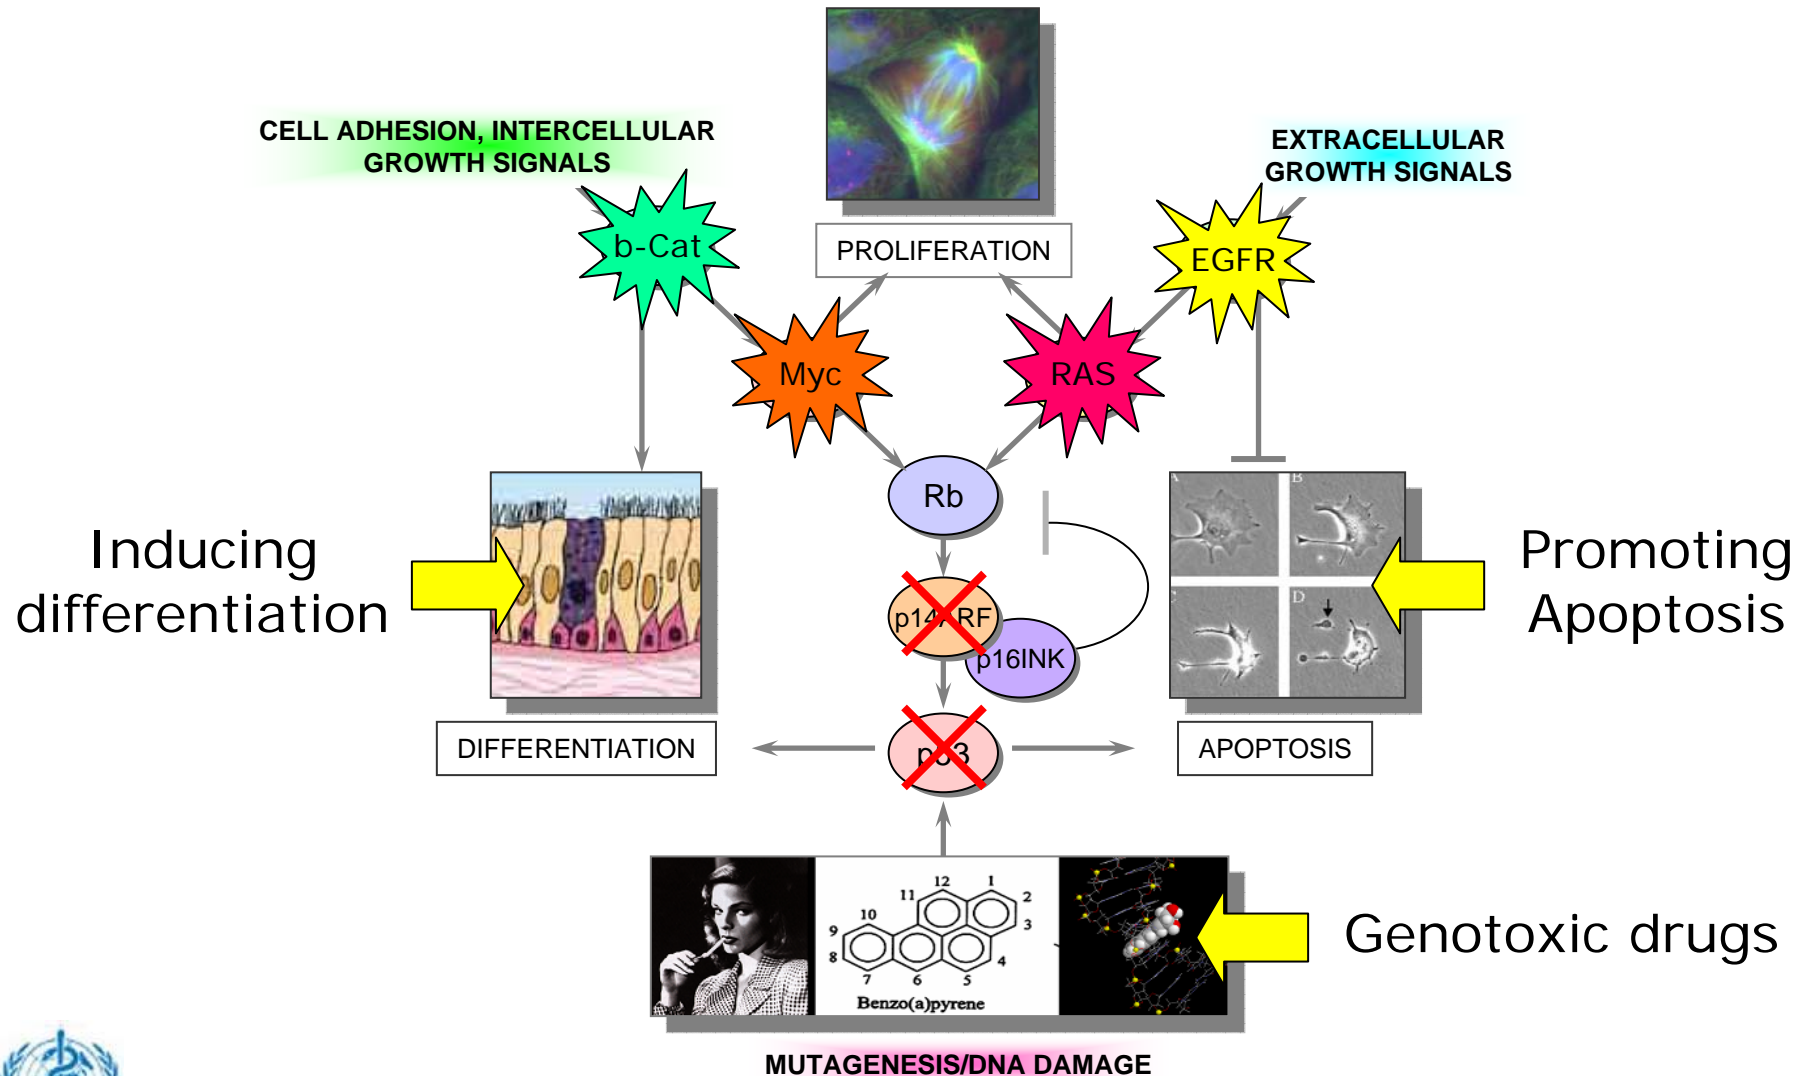 CELL ADHESION, INTERCELLULAR
GROWTH SIGNALS
EXTRACELLULAR
GROWTH SIGNALS
b-Cat
PROLIFERATION
EGFR
Myc
RAS
Rb
B
Inducing
differentiation
Promoting
Apoptosis
p14ARF
p16INK
D
DIFFERENTIATION
p53
APOPTOSIS
12
1
11
2
10
3
9
8
4
7
6
5
Benzo(a)pyrene
Genotoxic drugs
MUTAGENESIS/DNA DAMAGE